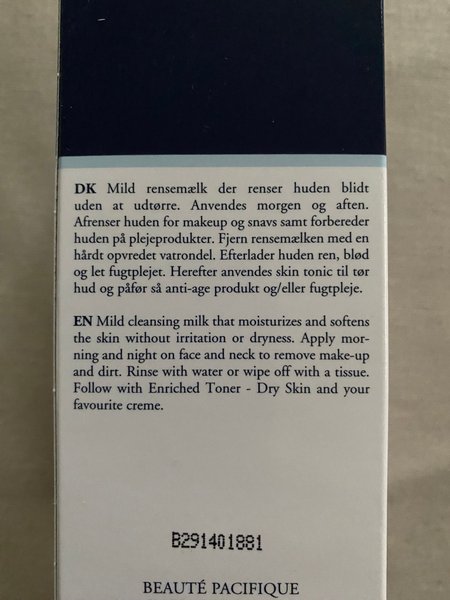 DK Mild rensemælk der renser huden blidt
uden at udtørre. Anvendes morgen og aften.
Afrenser huden for makeup og snavs samt forbereder
huden på plejeprodukter. Fjern rensemælken med en
hårdt opvredet vatrondel. Efterlader huden ren, blød
og let fugtplejet. Herefter anvendes skin tonic til tør
hud og påfør så anti-age produkt og/eller fugtpleje.
EN Mild cleansing milk that moisturizes and softens
the skin without irritation or dryness. Apply mor-
ning and night on face and neck to remove make-up
and dirt. Rinse with water or wipe off with a tissue.
Follow with Enriched Toner - Dry Skin and your
favourite creme.
B291401881
BEAUTÉ PACIFIQUE